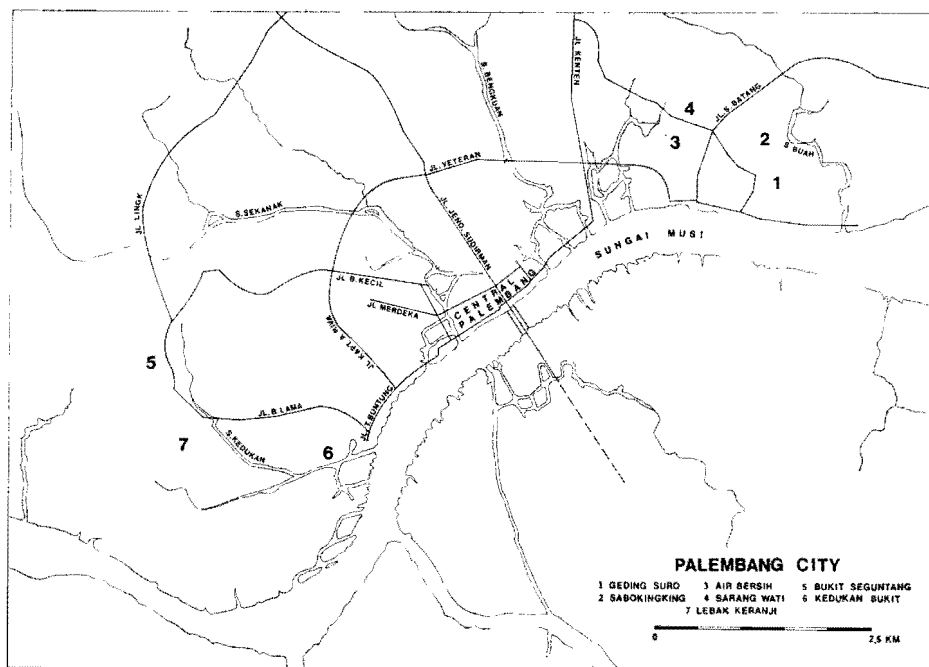 JL KENTEN
S. BENGKUAN
4
JL.S. BATANG
3
2
S BUAH
1
JL. VETERAN
JL LINGK
S.SEKANAK
JL JEND SUDIRMAN
SUNGAI MUSI
JL B.KECIL
CENTRAL
PALEMBANG
JL MERDEKA
JL KAPT A RIVAI
5
JL.B.LAMA
JL.T.BUNTUNG
7
S.KEDUKAN
6
PALEMBANG CITY
1 GEDING SURO 3 AIR BERSIH 5 BUKIT SEGUNTANG
2 SABOKINGKING 4 SARANG WATI 6 KEDUKAN BUKIT
7 LEBAK KERANJI
0 2,5 KM